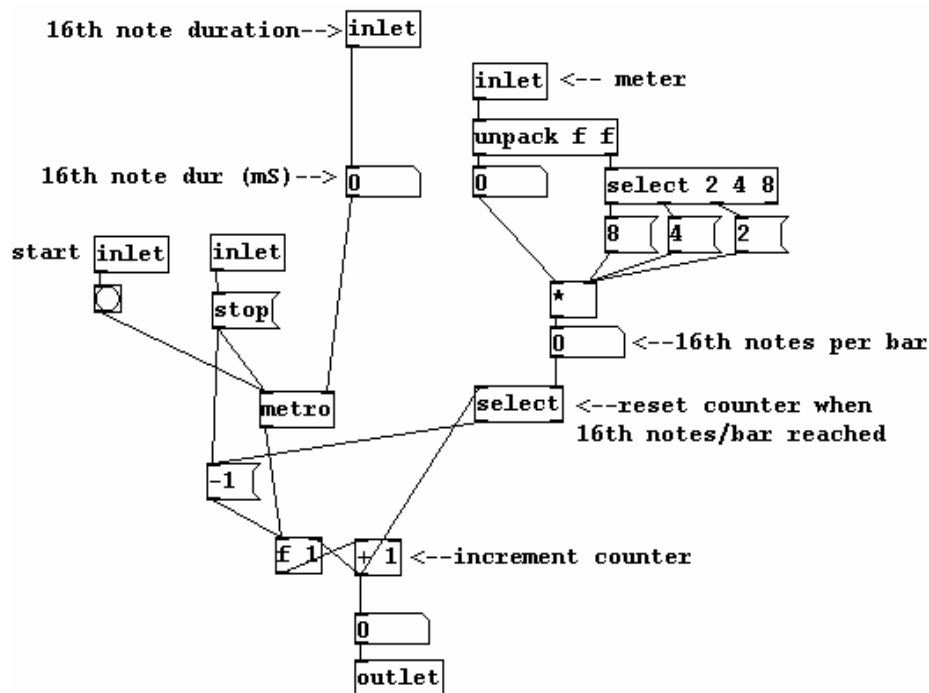 16th note duration-->
inlet
inlet
<-- meter
unpack f f
16th note dur (mS)-->
0
0
select 2 4 8
8
4
2
start
inlet
inlet
stop
*
0
<--16th notes per bar
metro
select
<--reset counter when
16th notes/bar reached
-1
f 1
+ 1
<--increment counter
0
outlet